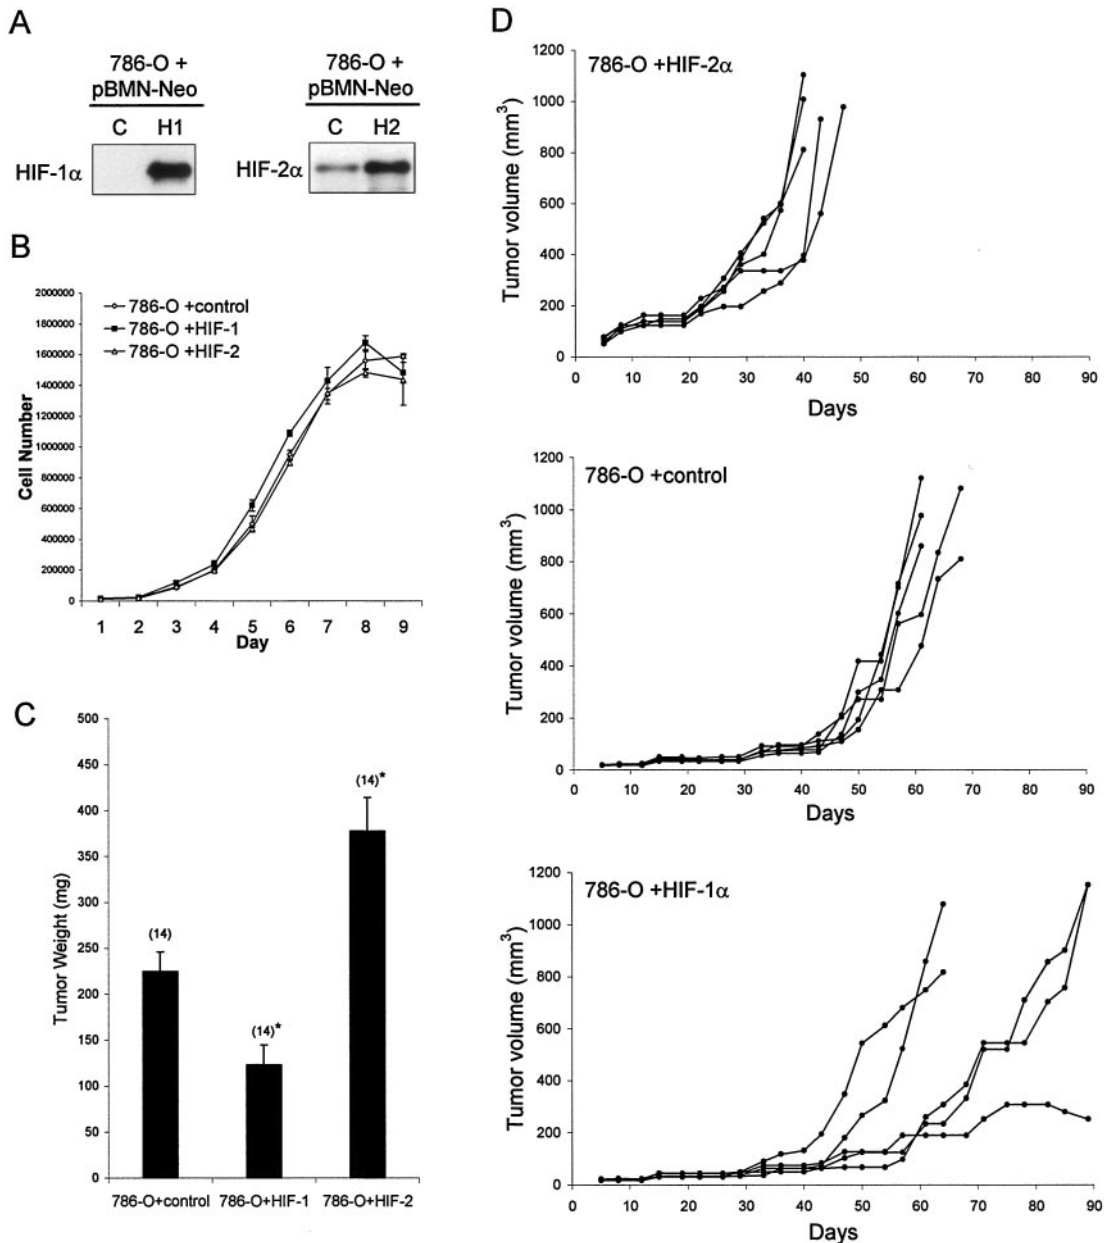 A
786-O +
pBMN-Neo
C H1
HIF-1α
786-O +
pBMN-Neo
C H2
HIF-2α
B
2000000
1800000
1600000
1400000
1200000
1000000
800000
600000
400000
200000
0
Cell Number
786-O +control
786-O +HIF-1
786-O +HIF-2
1 2 3 4 5 6 7 8 9
Day
C
500
450
400
350
300
250
200
150
100
50
0
Tumor Weight (mg)
(14)
(14)*
(14)*
786-O+control 786-O+HIF-1 786-O+HIF-2
D
786-O +HIF-2α
1200
1000
800
600
400
200
0
Tumor volume (mm³)
0 10 20 30 40 50 60 70 80 90
Days
786-O +control
1200
1000
800
600
400
200
0
Tumor volume (mm³)
0 10 20 30 40 50 60 70 80 90
Days
786-O +HIF-1α
1200
1000
800
600
400
200
0
Tumor volume (mm³)
0 10 20 30 40 50 60 70 80 90
Days